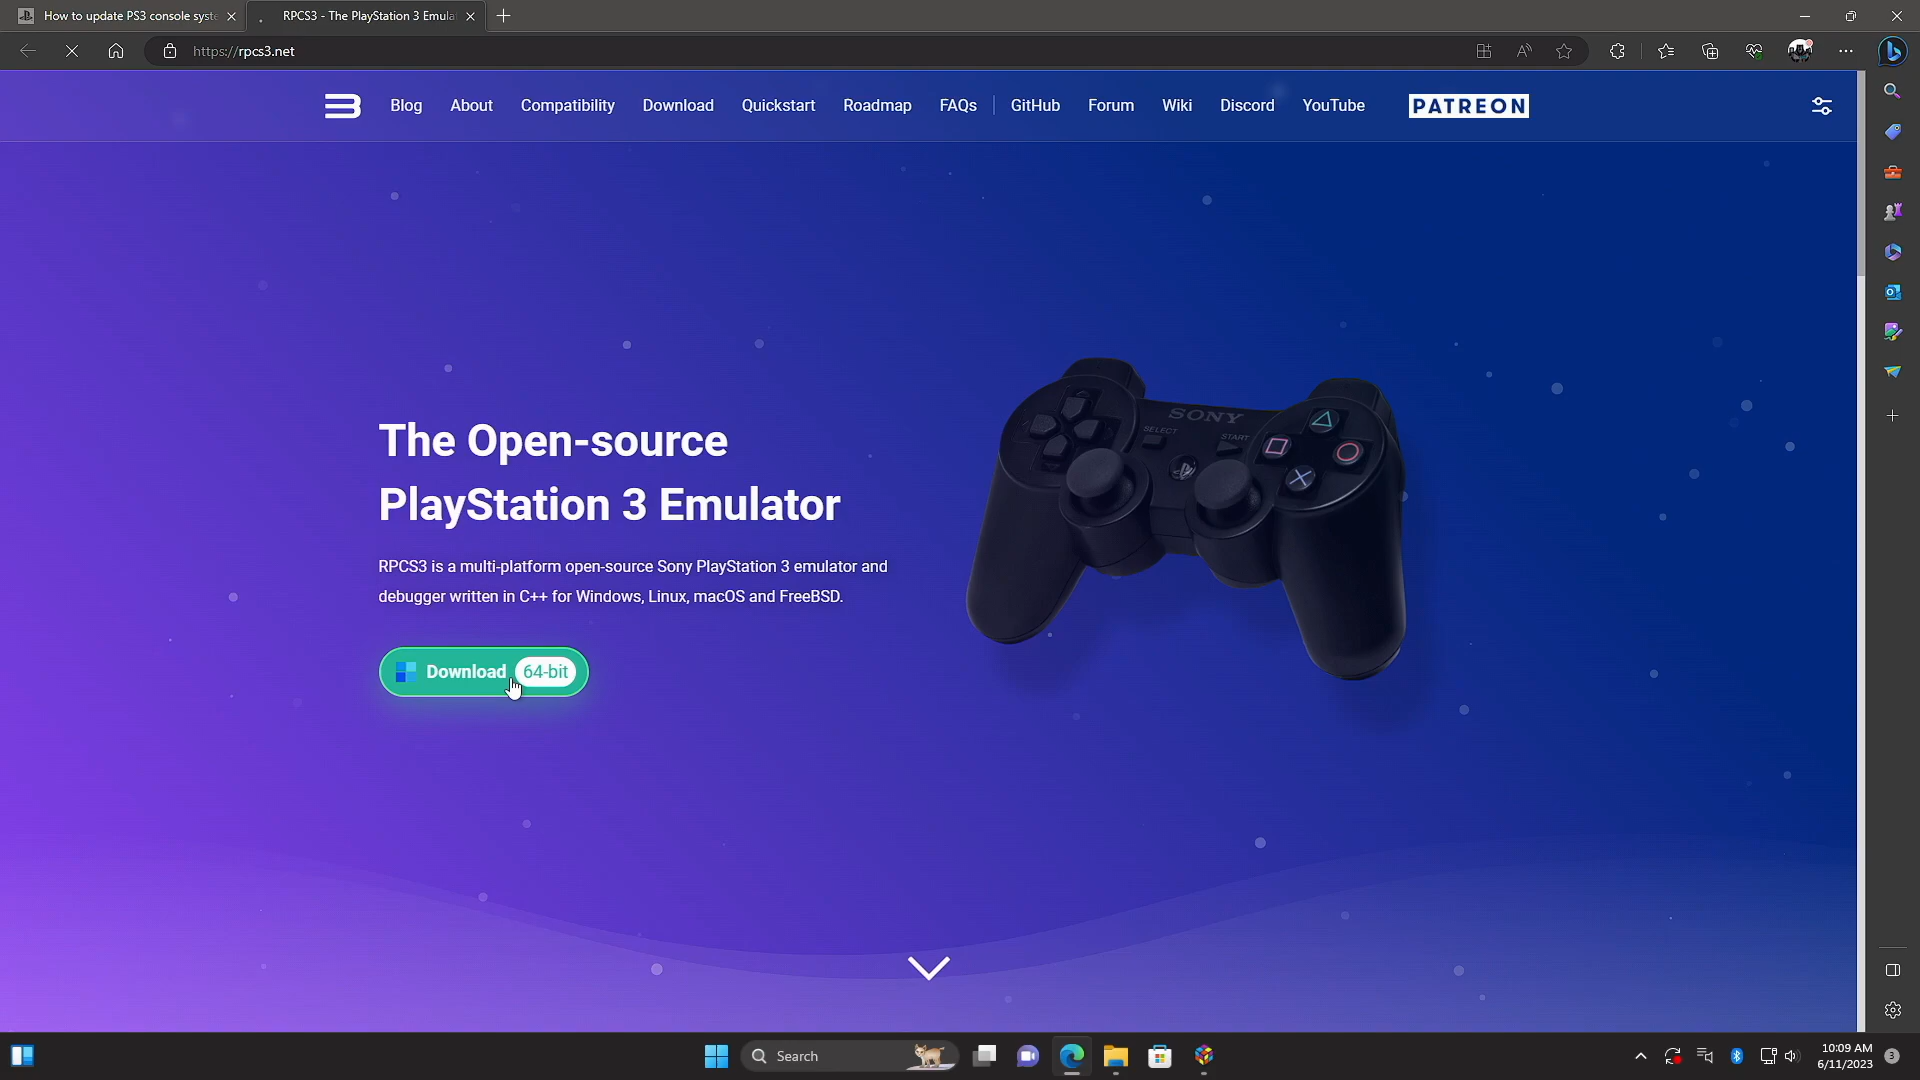 How to update PS3 console syste
RPCS3 - The PlayStation 3 Emula
https://rpcs3.net
Blog
About
Compatibility
Download
Quickstart
Roadmap
FAQs
GitHub
Forum
Wiki
Discord
YouTube
PATREON
The Open-source
PlayStation 3 Emulator
RPCS3 is a multi-platform open-source Sony PlayStation 3 emulator and
debugger written in C++ for Windows, Linux, macOS and FreeBSD.
Download 64-bit
SONY
SELECT
START
Search
10:09 AM
6/11/2023
3